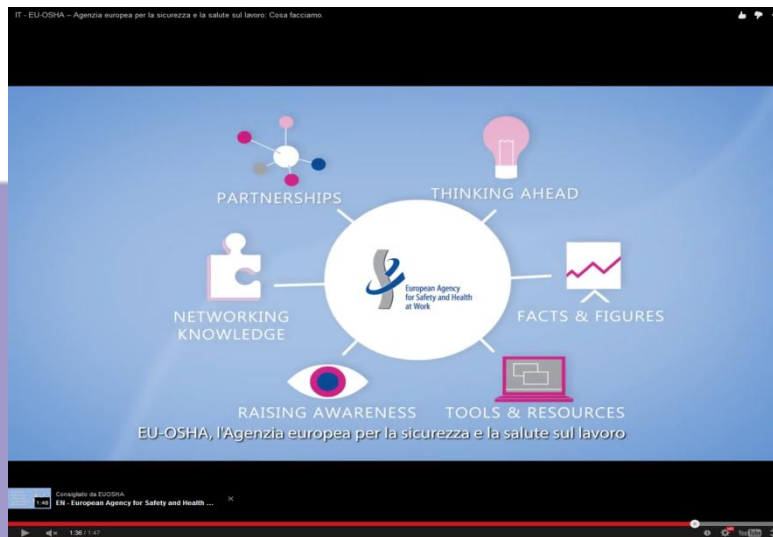 IT - EU-OSHA – Agenzia europea per la sicurezza e la salute sul lavoro: Cosa facciamo.
PARTNERSHIPS
THINKING AHEAD
European Agency
for Safety and Health
at Work
NETWORKING
KNOWLEDGE
FACTS & FIGURES
RAISING AWARENESS
TOOLS & RESOURCES
EU-OSHA, l'Agenzia europea per la sicurezza e la salute sul lavoro
1:48
Consigliato da EUOSHA
EN - European Agency for Safety and Health ...
1:36 / 1:47
YouTube